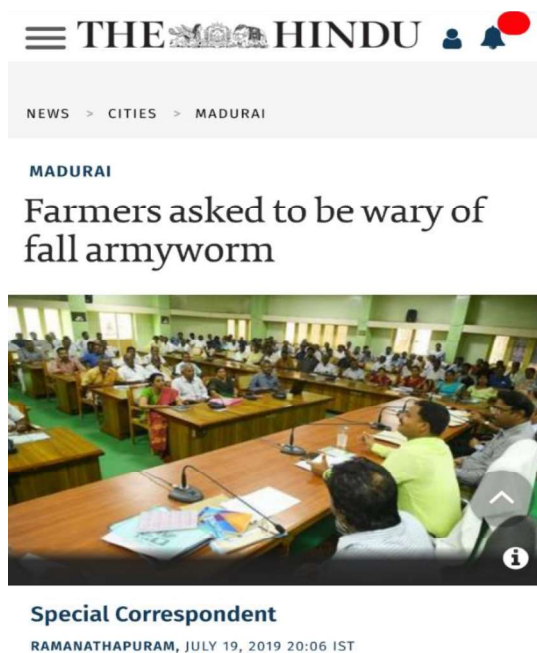 THE HINDU
NEWS > CITIES > MADURAI
MADURAI
Farmers asked to be wary of
fall armyworm
Special Correspondent
RAMANATHAPURAM, JULY 19, 2019 20:06 IST